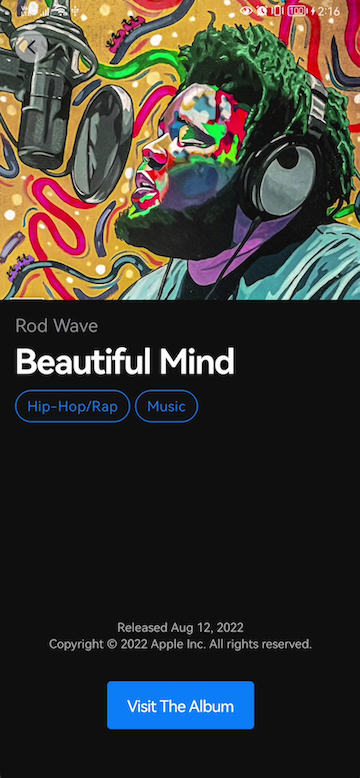 100 2:16
Rod Wave
Beautiful Mind
Hip-Hop/Rap Music
Released Aug 12, 2022
Copyright © 2022 Apple Inc. All rights reserved.
Visit The Album